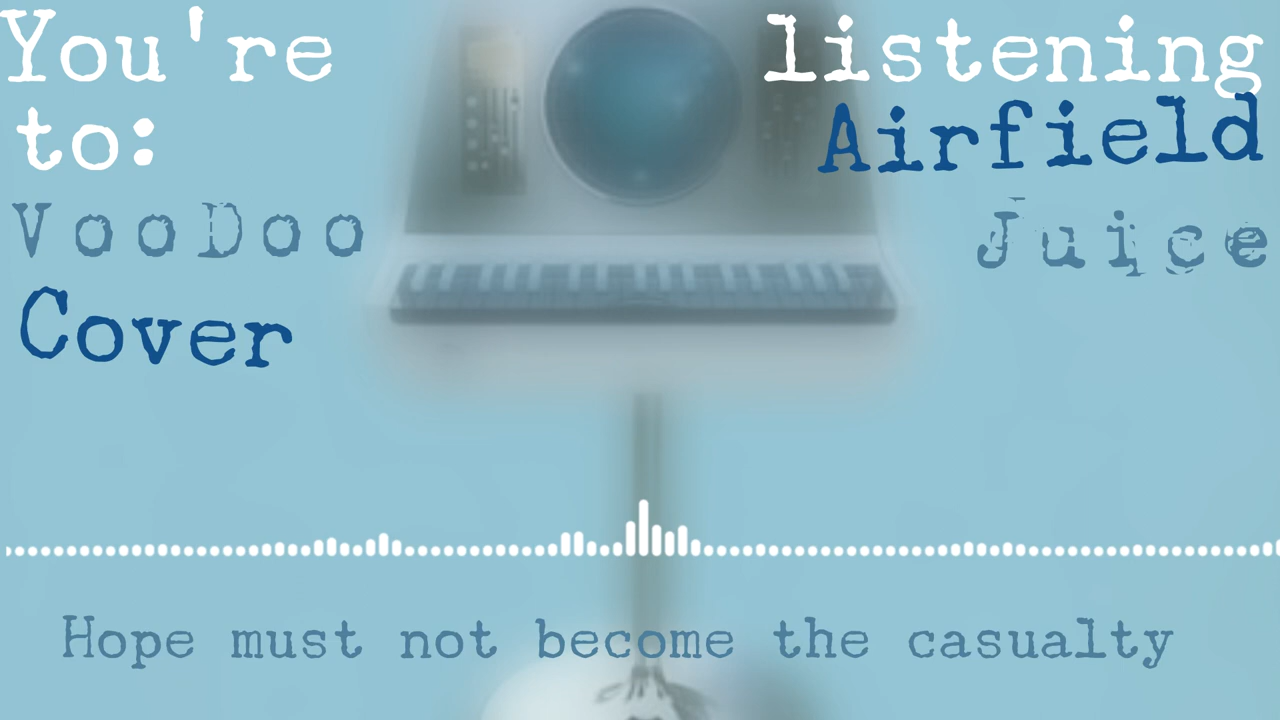 You're listening
to: Airfield
VooDoo Juice
Cover
Hope must not become the casualty